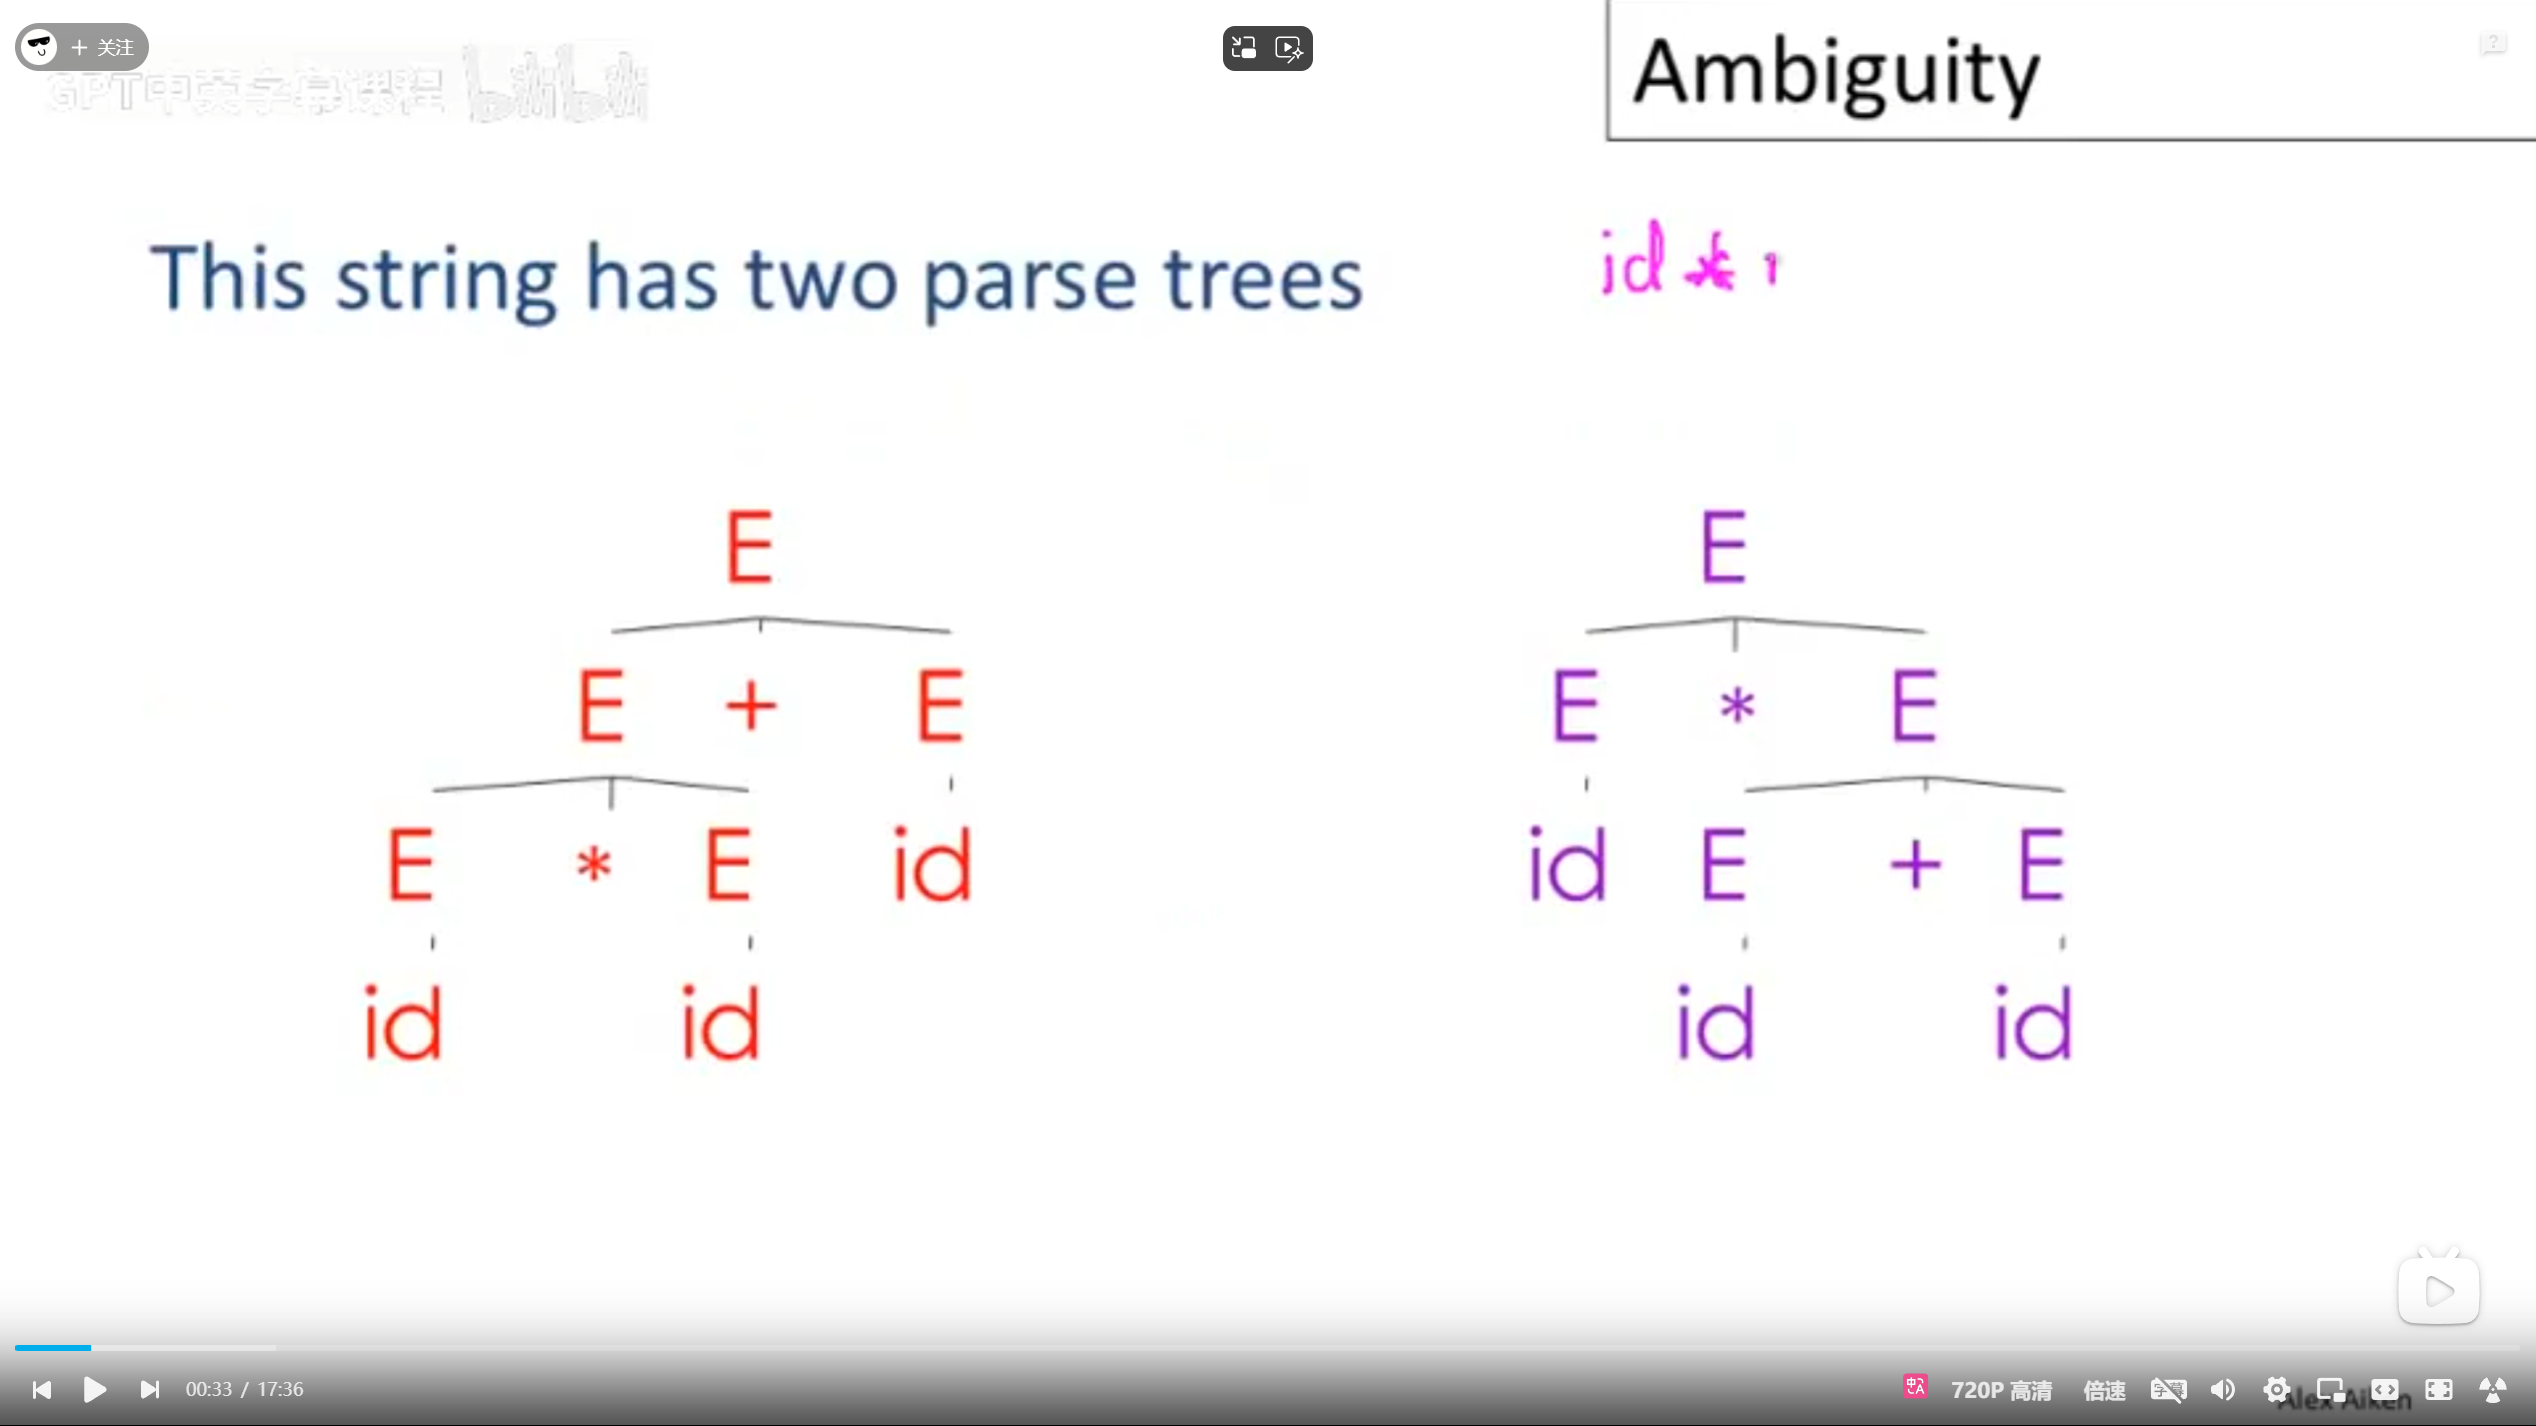 + 关注
GPT中英字幕课程 bilibili
Ambiguity
This string has two parse trees
id *
E E
E + E E * E
E * E id id E + E
id id id id
00:33 / 17:36
720P 高清 倍速
Alex Aiken